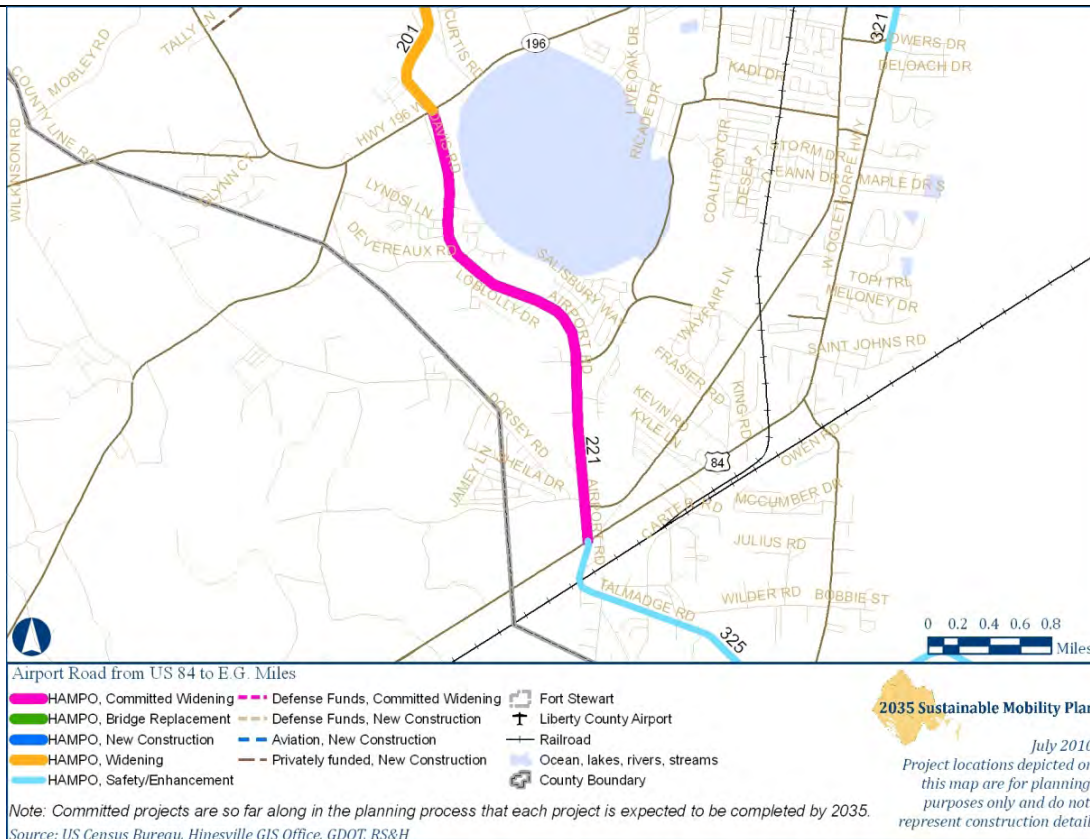 201
CURTIS RD
196
321
OWERS DR
DELOACH DR
TALLY LN
MOBLEY RD
COUNTY LINE RD
WILKINSON RD
GLYNN CT
HWY 196 W
DAVIS RD
LIVE OAK DR
RICADE DR
KADI DR
COALITION CIR
DESERT
STORM DR
LEANN DR
MAPLE DR S
W OGLETHORPE HWY
LYNDSI LN
DEVEREAUX RD
LOBLOLLY DR
SALISBURY WAY
AIRPORT RD
WAYFAIR LN
TOPI TRL
MELONEY DR
SAINT JOHNS RD
FRASIER RD
KEVIN RD
KYLE LN
KING RD
DORSEY RD
JAMEY LN
SHEILA DR
221
AIRPORT RD
84
OWEN RD
CARTER RD
MCCUMBER DR
JULIUS RD
TALMADGE RD
WILDER RD
BOBBIE ST
325
0 0.2 0.4 0.6 0.8
Miles
Airport Road from US 84 to E.G. Miles
HAMPO, Committed Widening
HAMPO, Bridge Replacement
HAMPO, New Construction
HAMPO, Widening
HAMPO, Safety/Enhancement
Defense Funds, Committed Widening
Defense Funds, New Construction
Aviation, New Construction
Privately funded, New Construction
Fort Stewart
Liberty County Airport
Railroad
Ocean, lakes, rivers, streams
County Boundary
Note: Committed projects are so far along in the planning process that each project is expected to be completed by 2035.
Source: US Census Bureau, Hinesville GIS Office, GDOT, RS&H
2035 Sustainable Mobility Plan
July 2010
Project locations depicted on
this map are for planning
purposes only and do not
represent construction detail